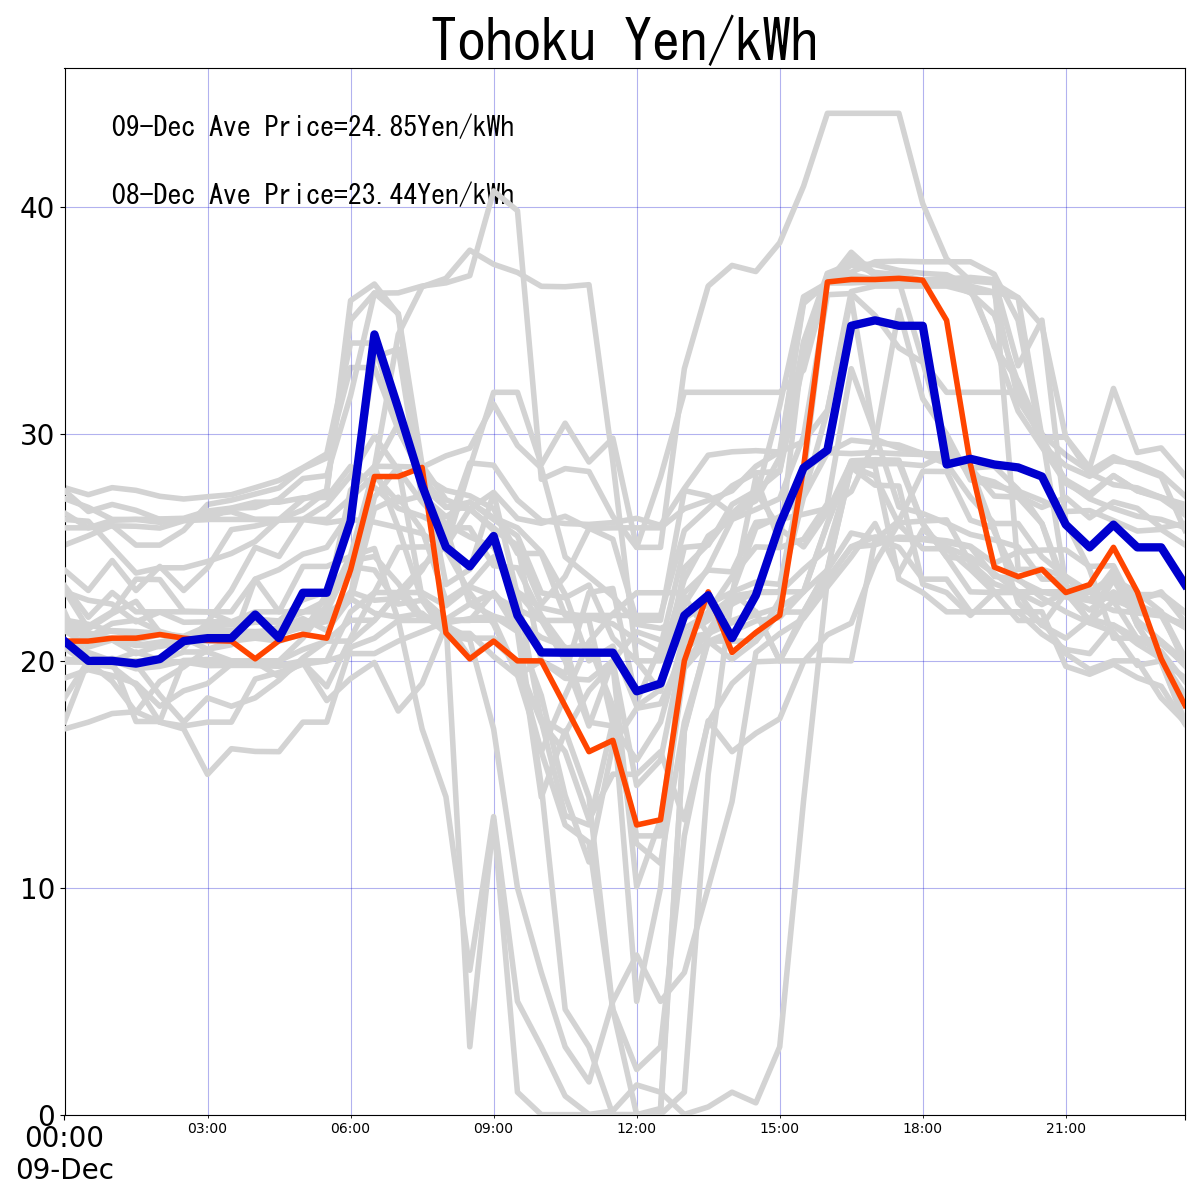 Tohoku Yen/kWh
09-Dec Ave Price=24.85Yen/kWh
08-Dec Ave Price=23.44Yen/kWh
40
30
20
10
0
00:00 03:00 06:00 09:00 12:00 15:00 18:00 21:00
09-Dec